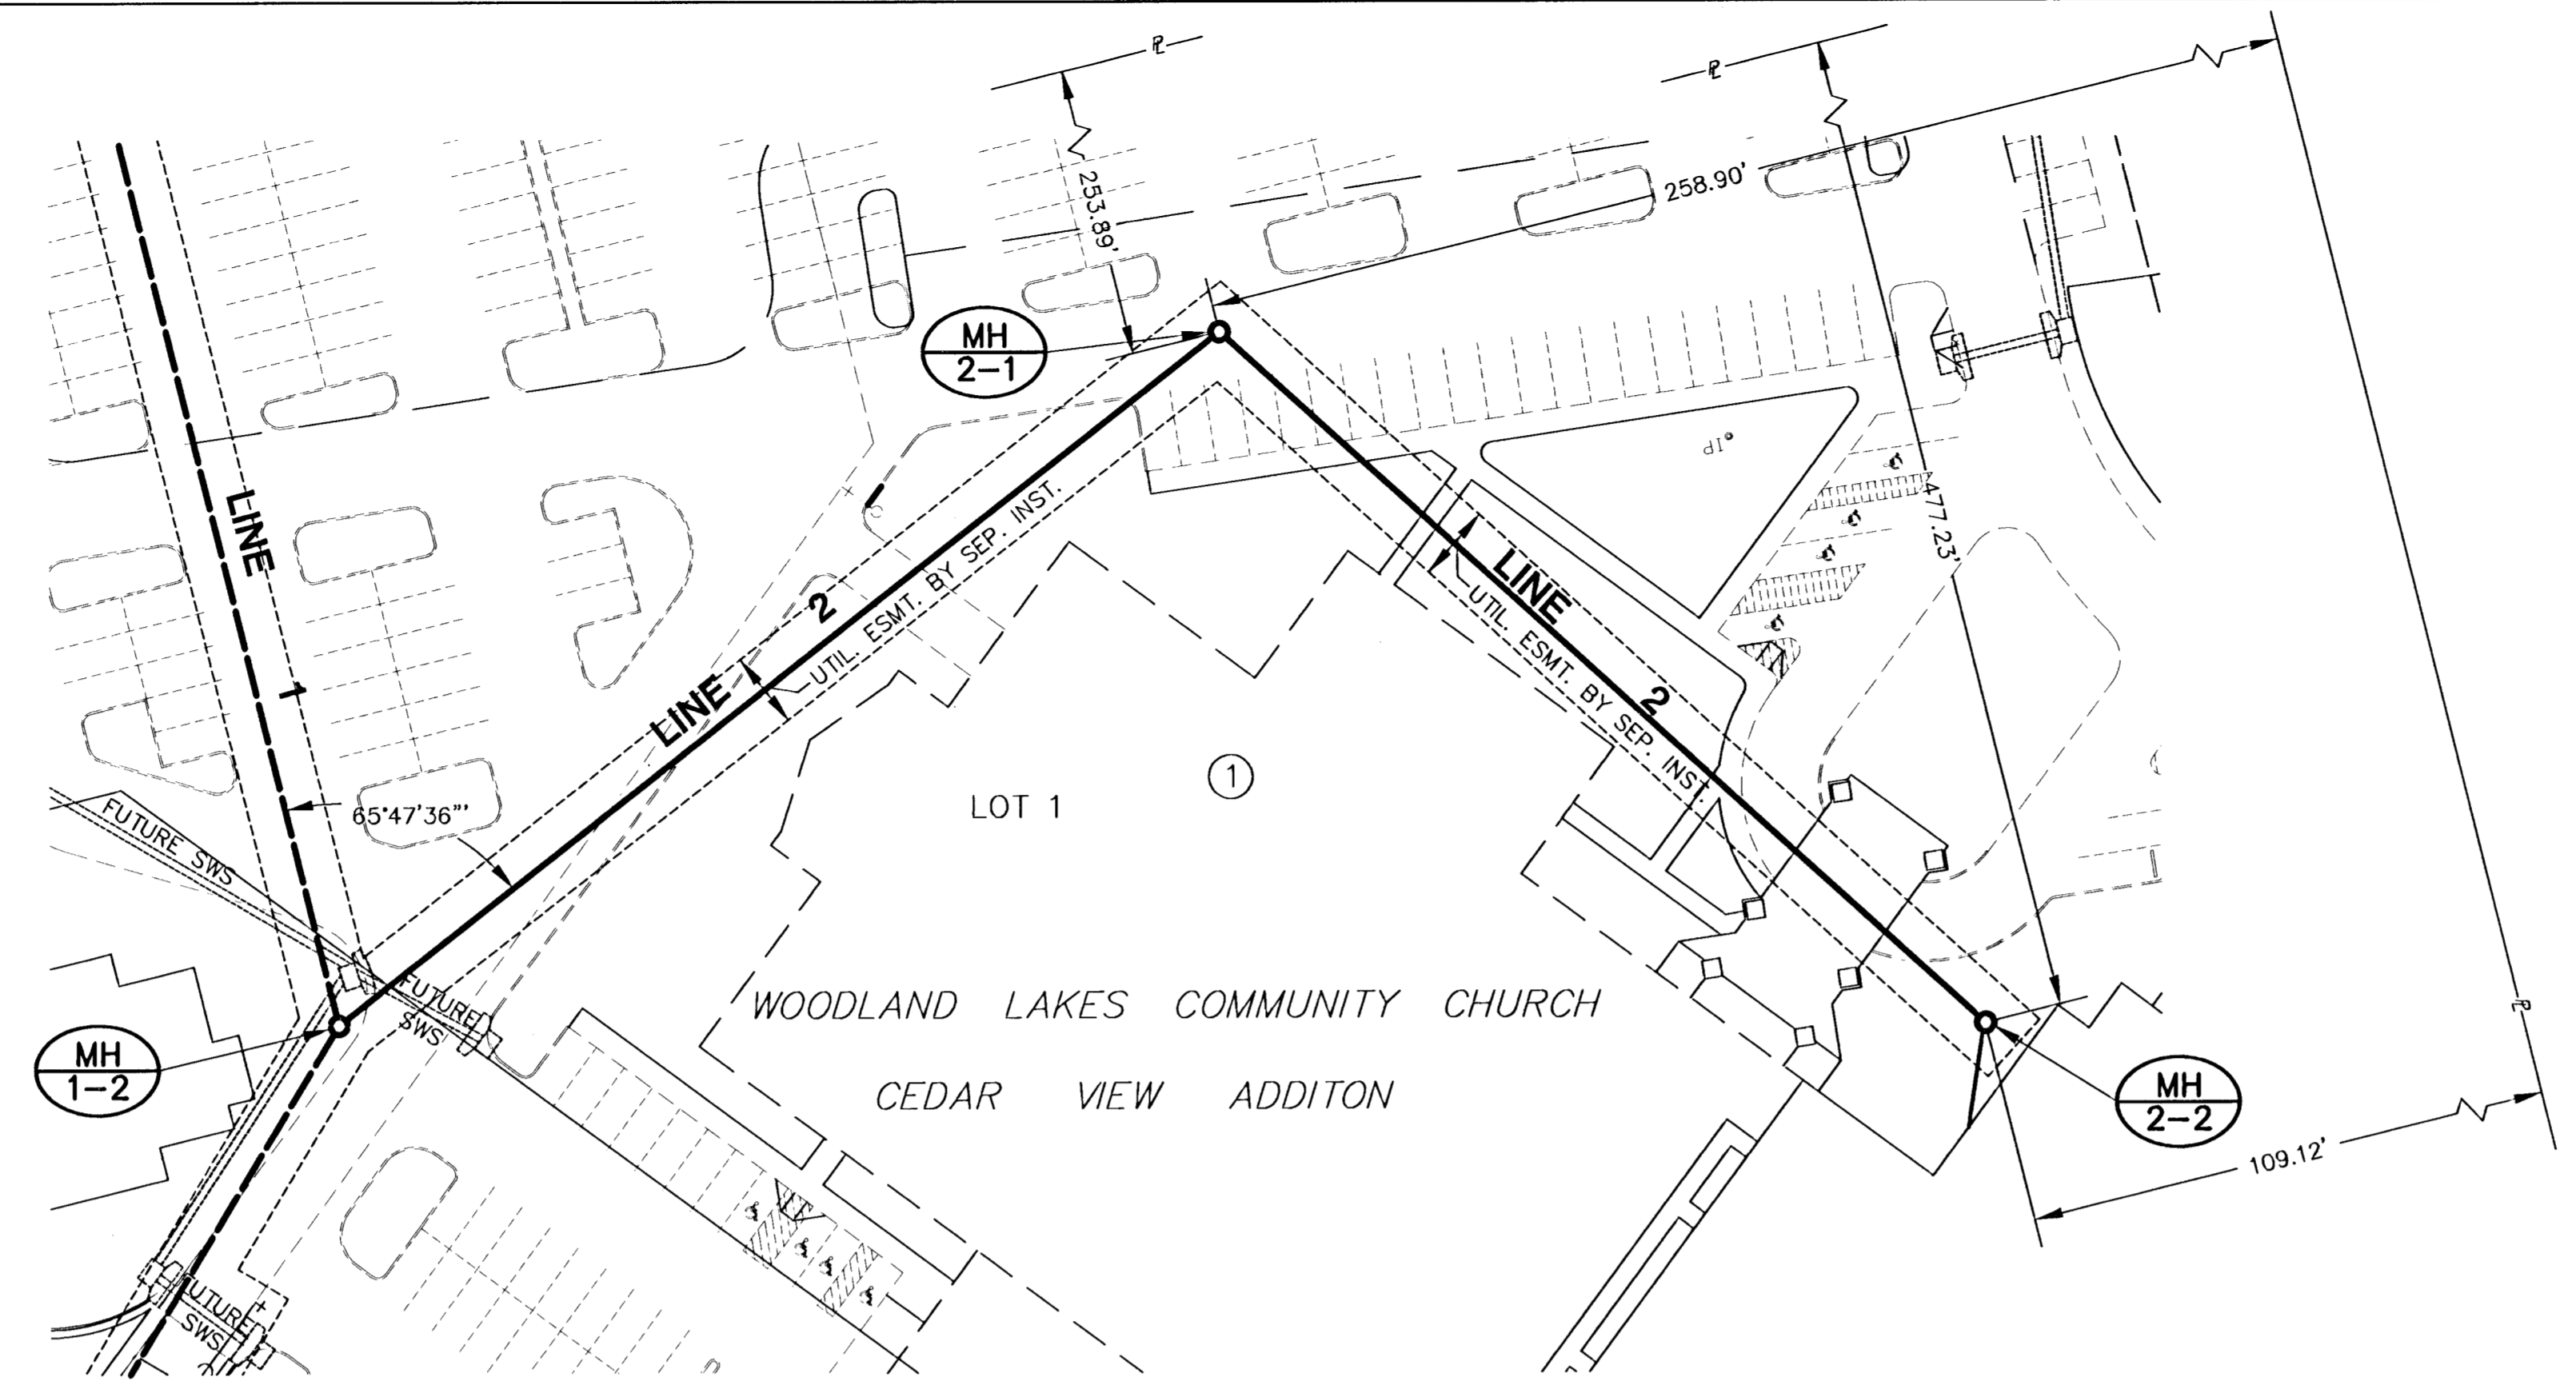 ℄
℄
253.89'
258.90'
MH
2-1
LINE
1
IP
477.23'
LINE
2
UTIL. ESMT. BY SEP. INST.
LINE
2
UTIL. ESMT. BY SEP. INST.
65°47'36"'
FUTURE SWS
LOT 1
1
FUTURE
SWS
WOODLAND LAKES COMMUNITY CHURCH
CEDAR VIEW ADDITON
MH
1-2
MH
2-2
℄
109.12'
FUTURE
SWS